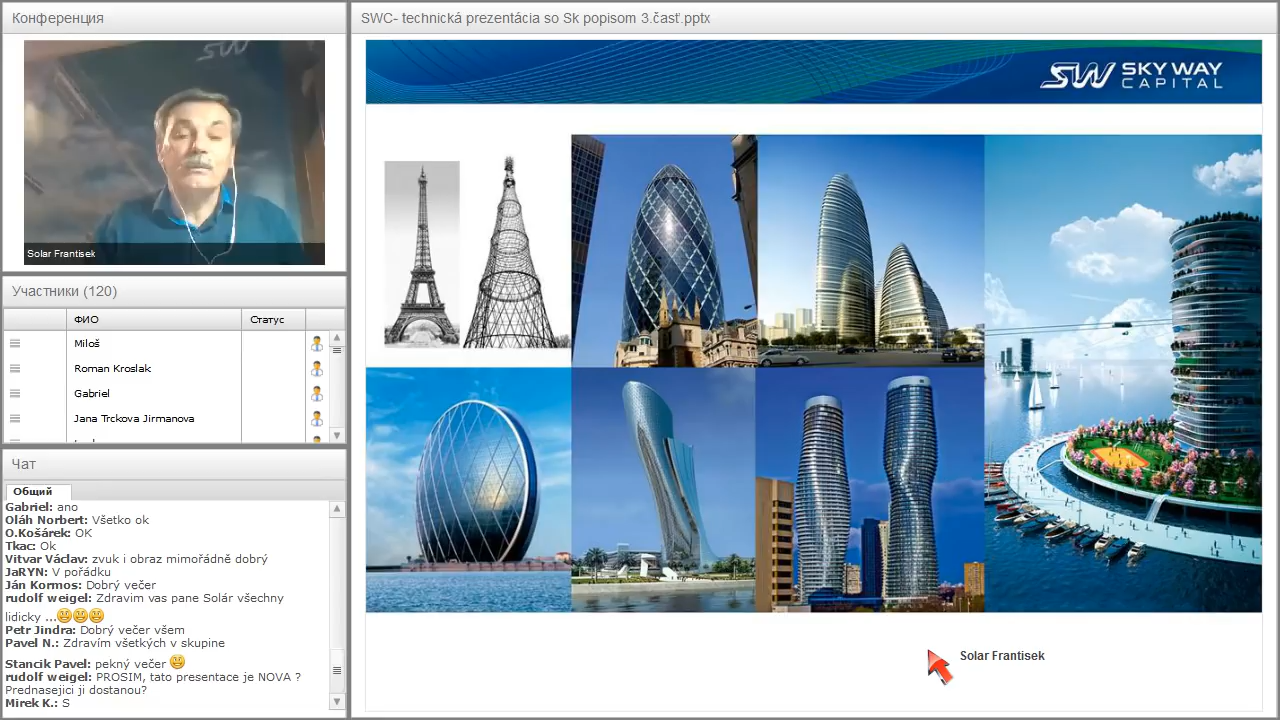 Конференция
Solar Frantisek
Участники (120)
ФИО
Статус
Miloš
Roman Kroslak
Gabriel
Jana Trckova Jirmanova
Чат
Общий
Gabriel: ano
Oláh Norbert: Všetko ok
O.Košárek: OK
Tkac: Ok
Vitvar Václav: zvuk i obraz mimořádně dobrý
JaRYN: V pořádku
Ján Kormos: Dobrý večer
rudolf weigel: Zdravím vas pane a všechny
lidicky ...
Petr Jindra: Dobrý večer všem
Pavel N.: Zdravím všetkých v skupine
Stancik Pavel: pekný večer
rudolf weigel: PROSIM, tato presentace je NOVA ?
Prednasejici ji dostanou?
Mirek K.: S
SWC- technická prezentácia so Sk popisom 3.časť.pptx
SW SKY WAY
CAPITAL
Solar Frantisek